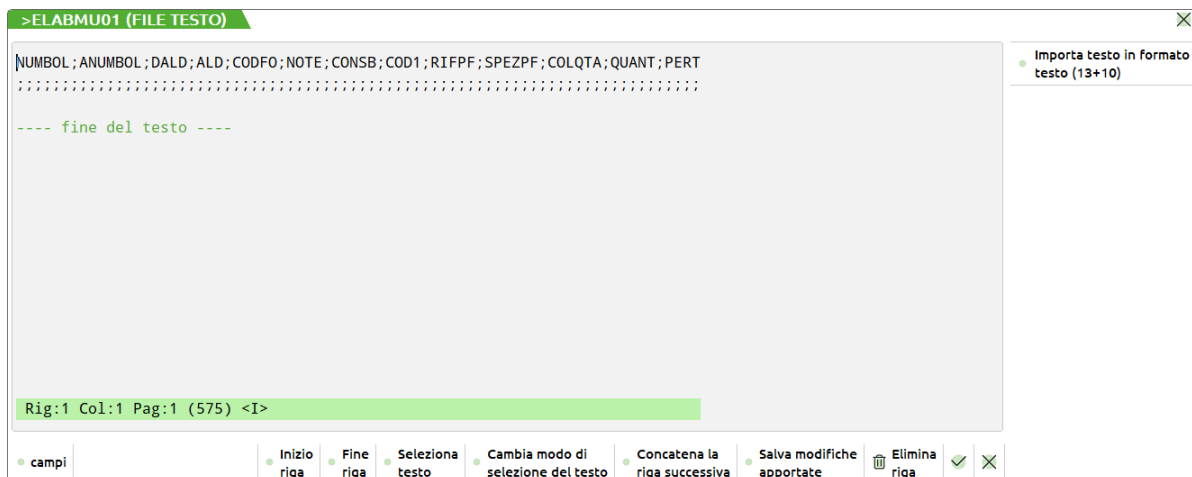 >ELABMU01 (FILE TESTO)
NUMBOL;ANUMBOL;DALD;ALD;CODFO;NOTE;CONSB;COD1;RIFPF;SPEZPF;COLQTA;QUANT;PERT
;;;;;;;;;;;;;;;;;;;;;;;;;;;;;;;;;;;;;;;;;;;;;;;;;;;;;;;;;;;;;;;;;;;;;;;;;;;;
---- fine del testo ----
Rig:1 Col:1 Pag:1 (575) <I>
Importa testo in formato
testo (13+10)
campi
Inizio
riga
Fine
riga
Seleziona
testo
Cambia modo di
selezione del testo
Concatena la
riga successiva
Salva modifiche
apportate
Elimina
riga